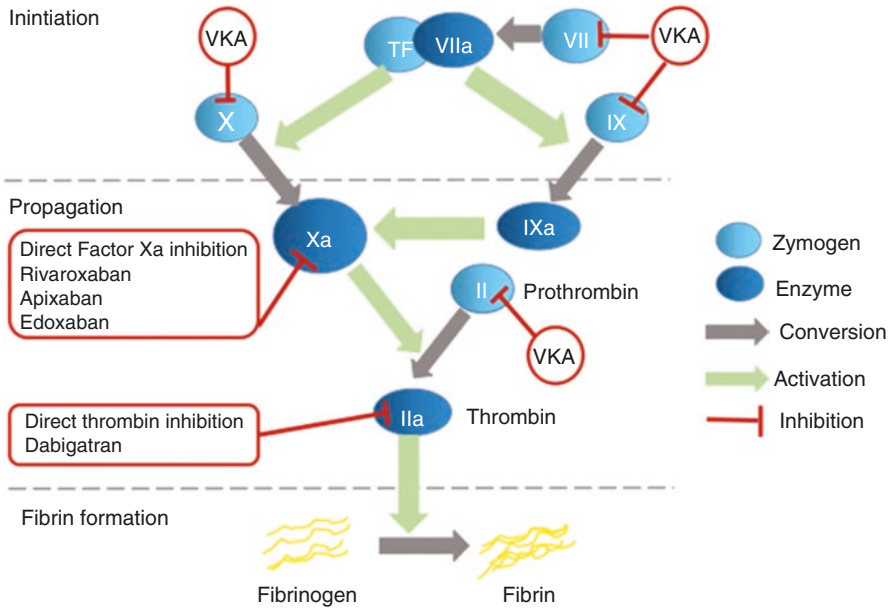 Inintiation
VKA
TF
VIIa
VII
VKA
X
IX
Propagation
Xa
IXa
Direct Factor Xa inhibition
Rivaroxaban
Apixaban
Edoxaban
II
Prothrombin
VKA
Direct thrombin inhibition
Dabigatran
IIa
Thrombin
Fibrin formation
Fibrinogen
Fibrin
Zymogen
Enzyme
Conversion
Activation
Inhibition